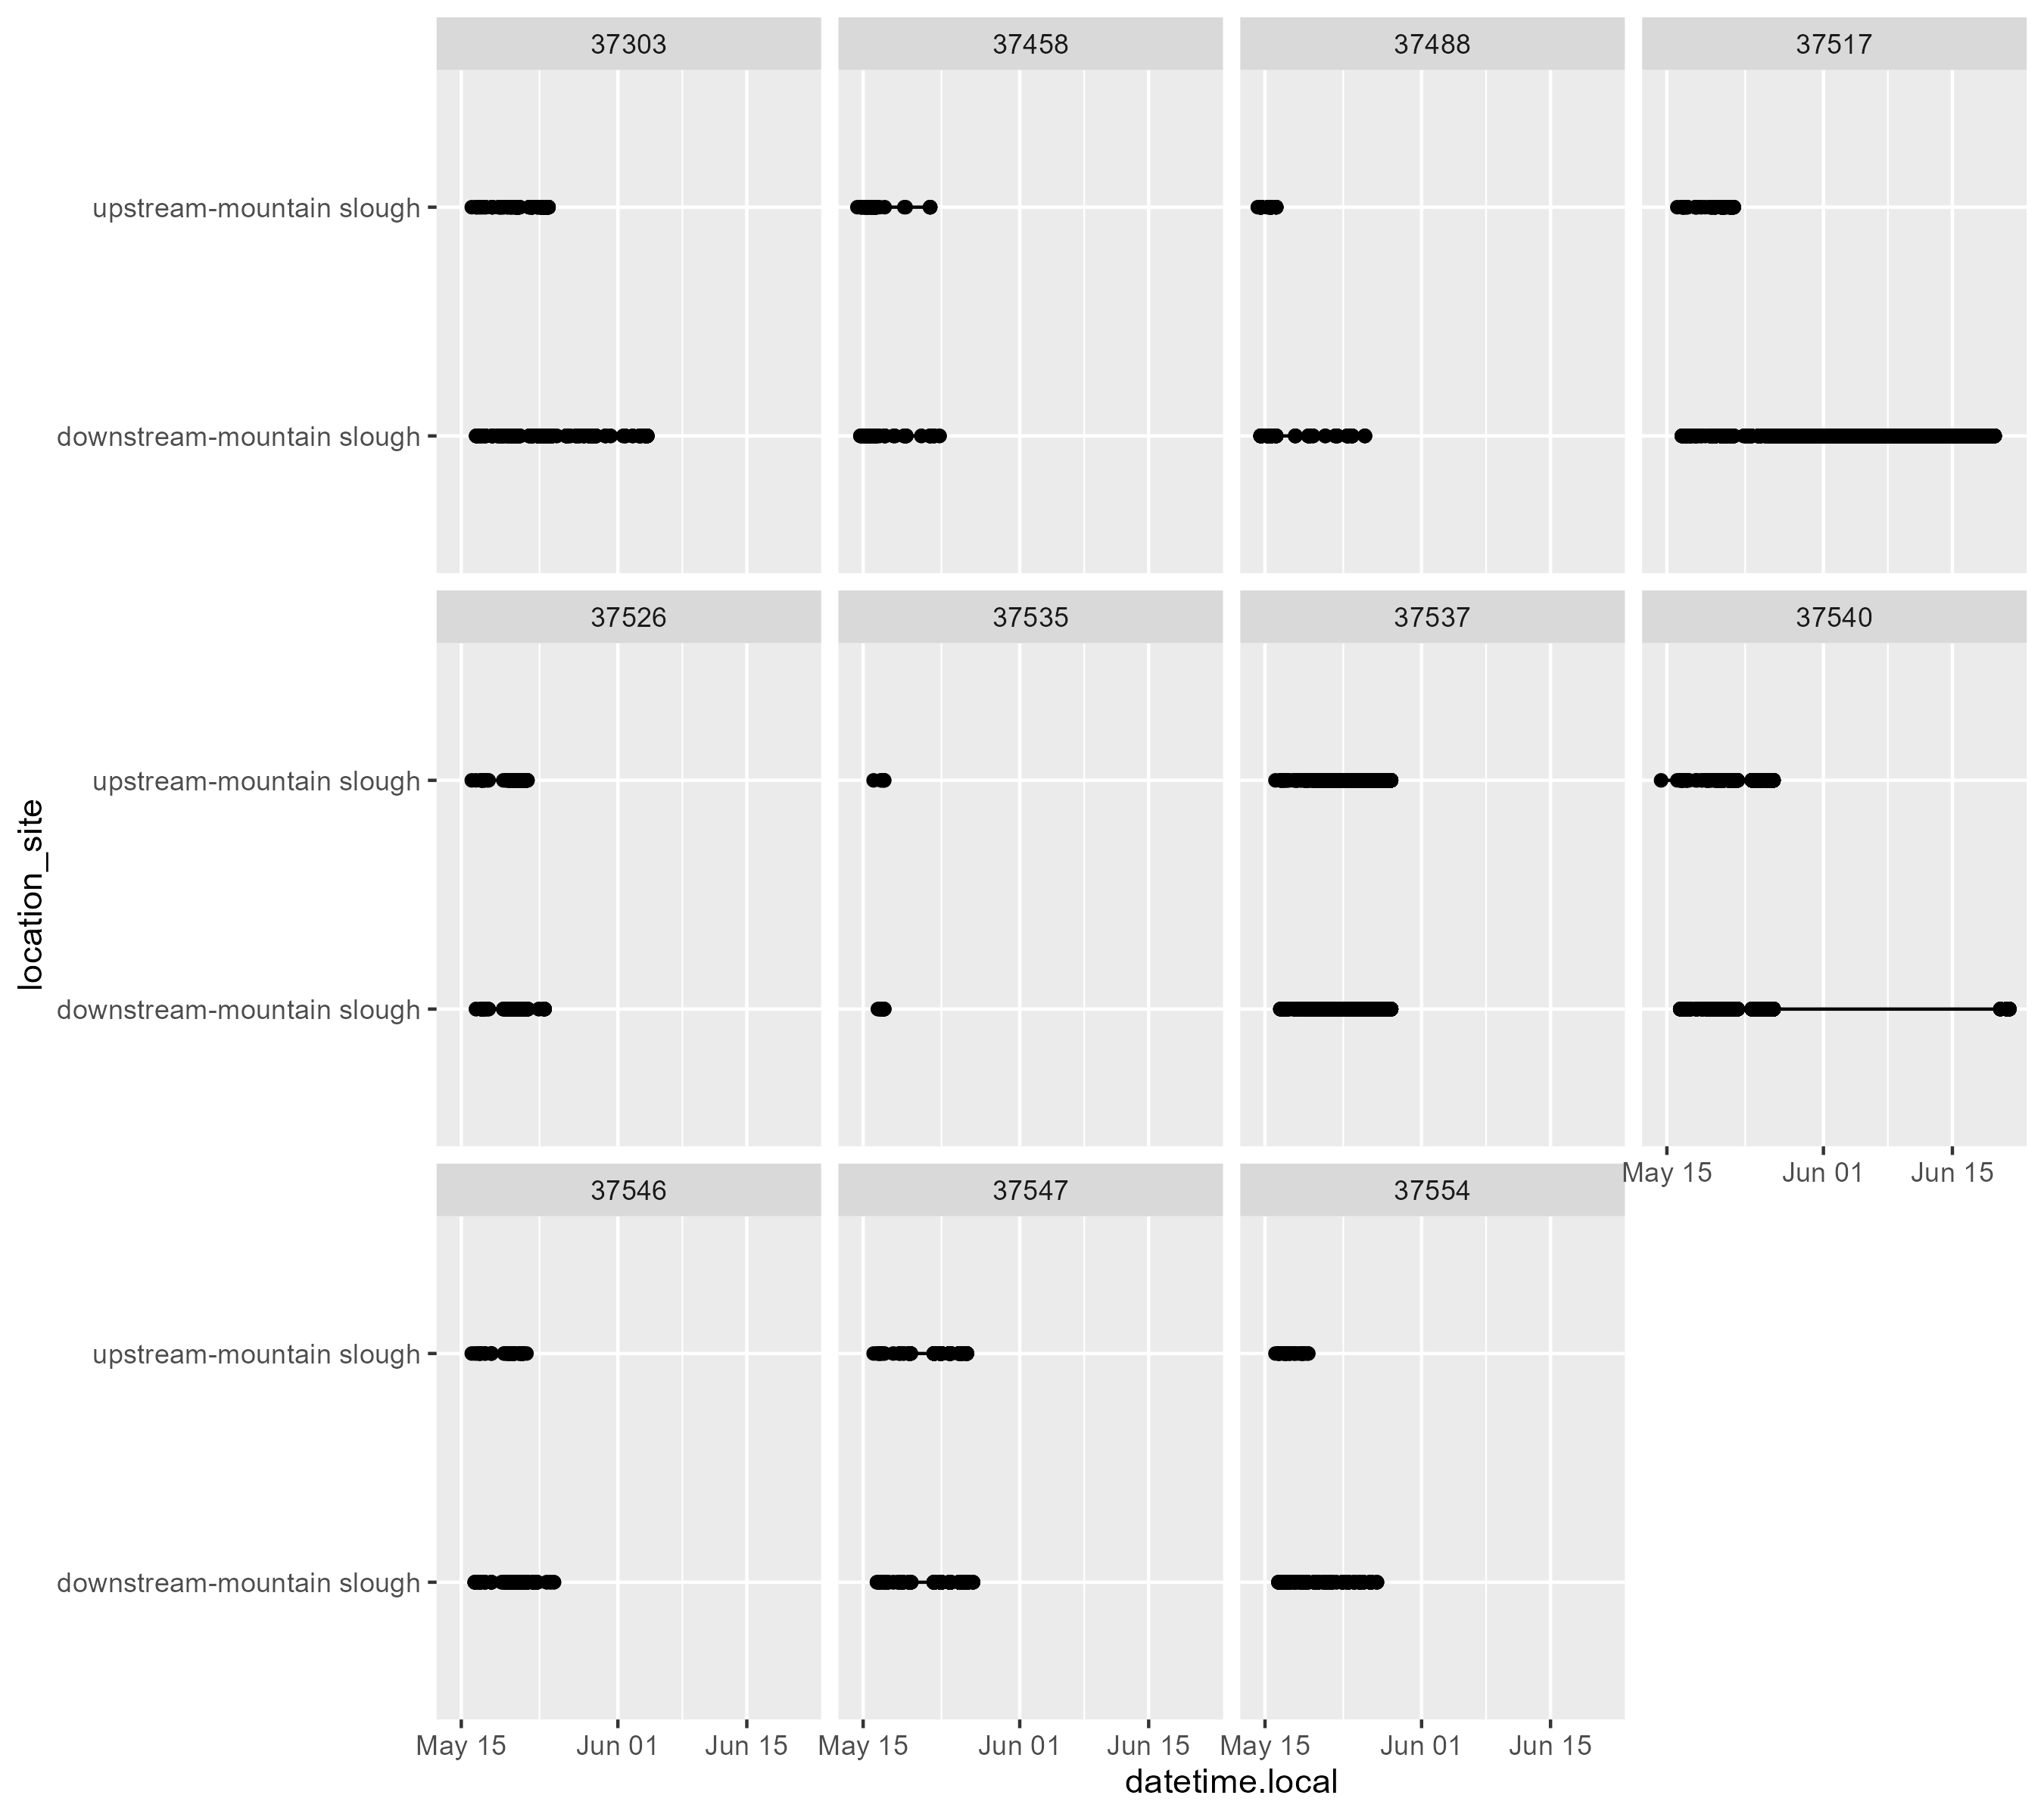 37303 37458 37488 37517
upstream-mountain slough
downstream-mountain slough
37526 37535 37537 37540
upstream-mountain slough
location_site
downstream-mountain slough
May 15 Jun 01 Jun 15
37546 37547 37554
upstream-mountain slough
downstream-mountain slough
May 15 Jun 01 Jun 15 May 15 Jun 01 Jun 15 May 15 Jun 01 Jun 15
datetime.local